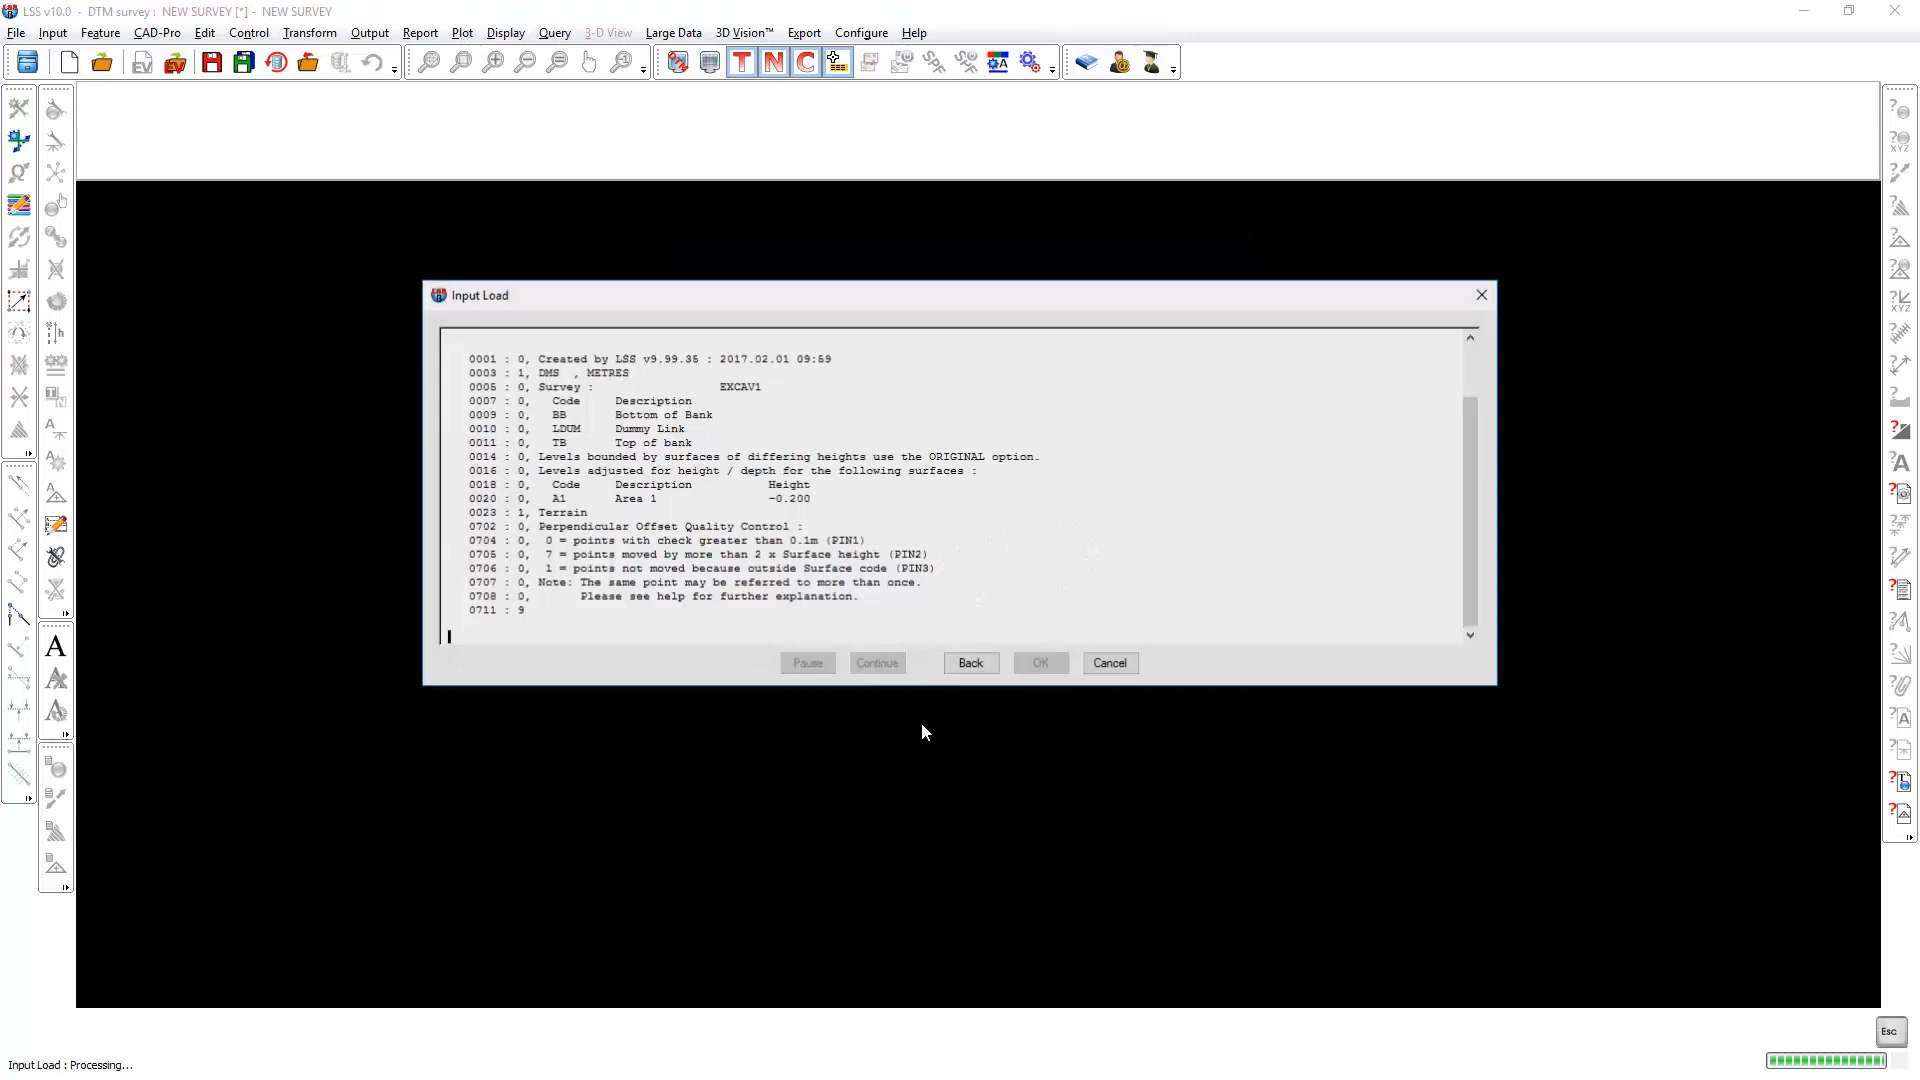 LSS v10.0 - DTM survey : NEW SURVEY [*] - NEW SURVEY
File Input Feature CAD-Pro Edit Control Transform Output Report Plot Display Query 3-D View Large Data 3D Vision™ Export Configure Help
EV EV T N C SPF A
Input Load
0001 : 0, Created by LSS v9.99.35 : 2017.02.01 09:59
0003 : 1, DMS , METRES
0005 : 0, Survey : EXCAV1
0007 : 0, Code Description
0009 : 0, BB Bottom of Bank
0010 : 0, LDUM Dummy Link
0011 : 0, TB Top of bank
0014 : 0, Levels bounded by surfaces of differing heights use the ORIGINAL option.
0016 : 0, Levels adjusted for height / depth for the following surfaces :
0018 : 0, Code Description Height
0020 : 0, A1 Area 1 -0.200
0023 : 1, Terrain
0702 : 0, Perpendicular Offset Quality Control :
0704 : 0, 0 = points with check greater than 0.1m (PIN1)
0705 : 0, 7 = points moved by more than 2 x Surface height (PIN2)
0706 : 0, 1 = points not moved because outside Surface code (PIN3)
0707 : 0, Note: The same point may be referred to more than once.
0708 : 0, Please see help for further explanation.
0711 : 9
Pause Continue Back OK Cancel
Esc
Input Load : Processing...